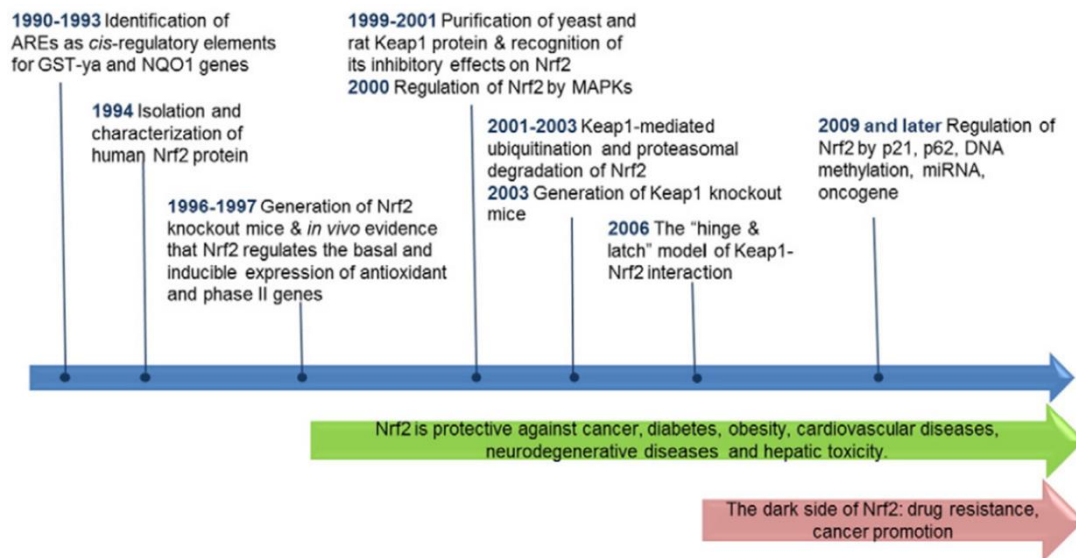 1990-1993 Identification of
AREs as cis-regulatory elements
for GST-ya and NQO1 genes
1994 Isolation and
characterization of
human Nrf2 protein
1996-1997 Generation of Nrf2
knockout mice & in vivo evidence
that Nrf2 regulates the basal and
inducible expression of antioxidant
and phase II genes
1999-2001 Purification of yeast and
rat Keap1 protein & recognition of
its inhibitory effects on Nrf2
2000 Regulation of Nrf2 by MAPKs
2001-2003 Keap1-mediated
ubiquitination and proteasomal
degradation of Nrf2
2003 Generation of Keap1 knockout
mice
2006 The “hinge &
latch” model of Keap1-
Nrf2 interaction
2009 and later Regulation of
Nrf2 by p21, p62, DNA
methylation, miRNA,
oncogene
Nrf2 is protective against cancer, diabetes, obesity, cardiovascular diseases,
neurodegenerative diseases and hepatic toxicity.
The dark side of Nrf2: drug resistance,
cancer promotion